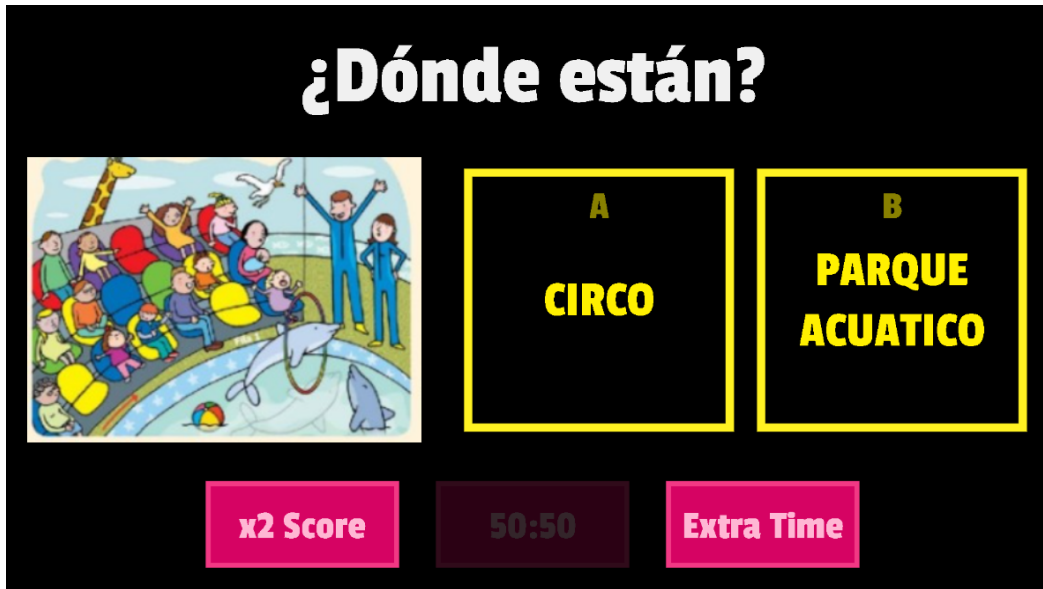 ¿Dónde están?
A
CIRCO
B
PARQUE
ACUATICO
x2 Score
50:50
Extra Time